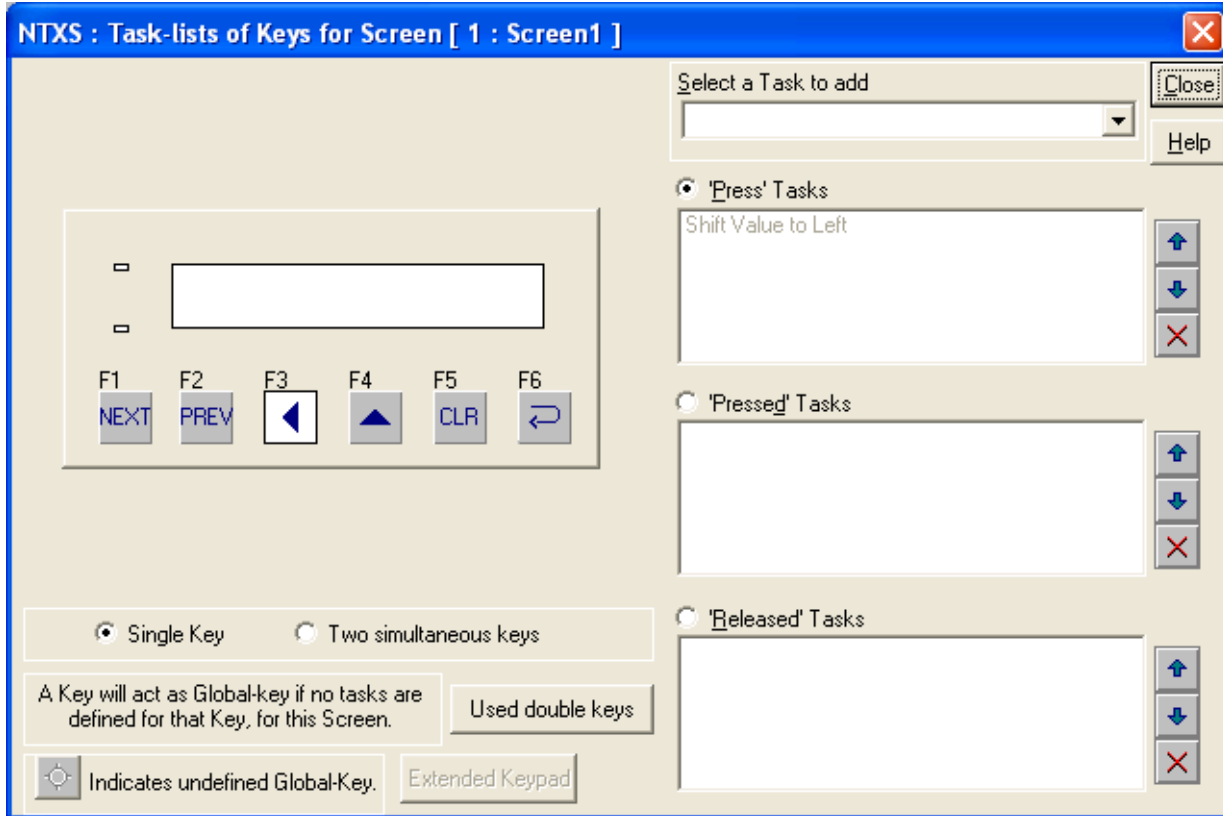 NTXS : Task-lists of Keys for Screen [ 1 : Screen1 ]
Select a Task to add
Close
Help
'Press' Tasks
Shift Value to Left
F1 F2 F3 F4 F5 F6
NEXT PREV CLR
'Pressed' Tasks
'Released' Tasks
Single Key Two simultaneous keys
A Key will act as Global-key if no tasks are
defined for that Key, for this Screen.
Used double keys
Indicates undefined Global-Key.
Extended Keypad